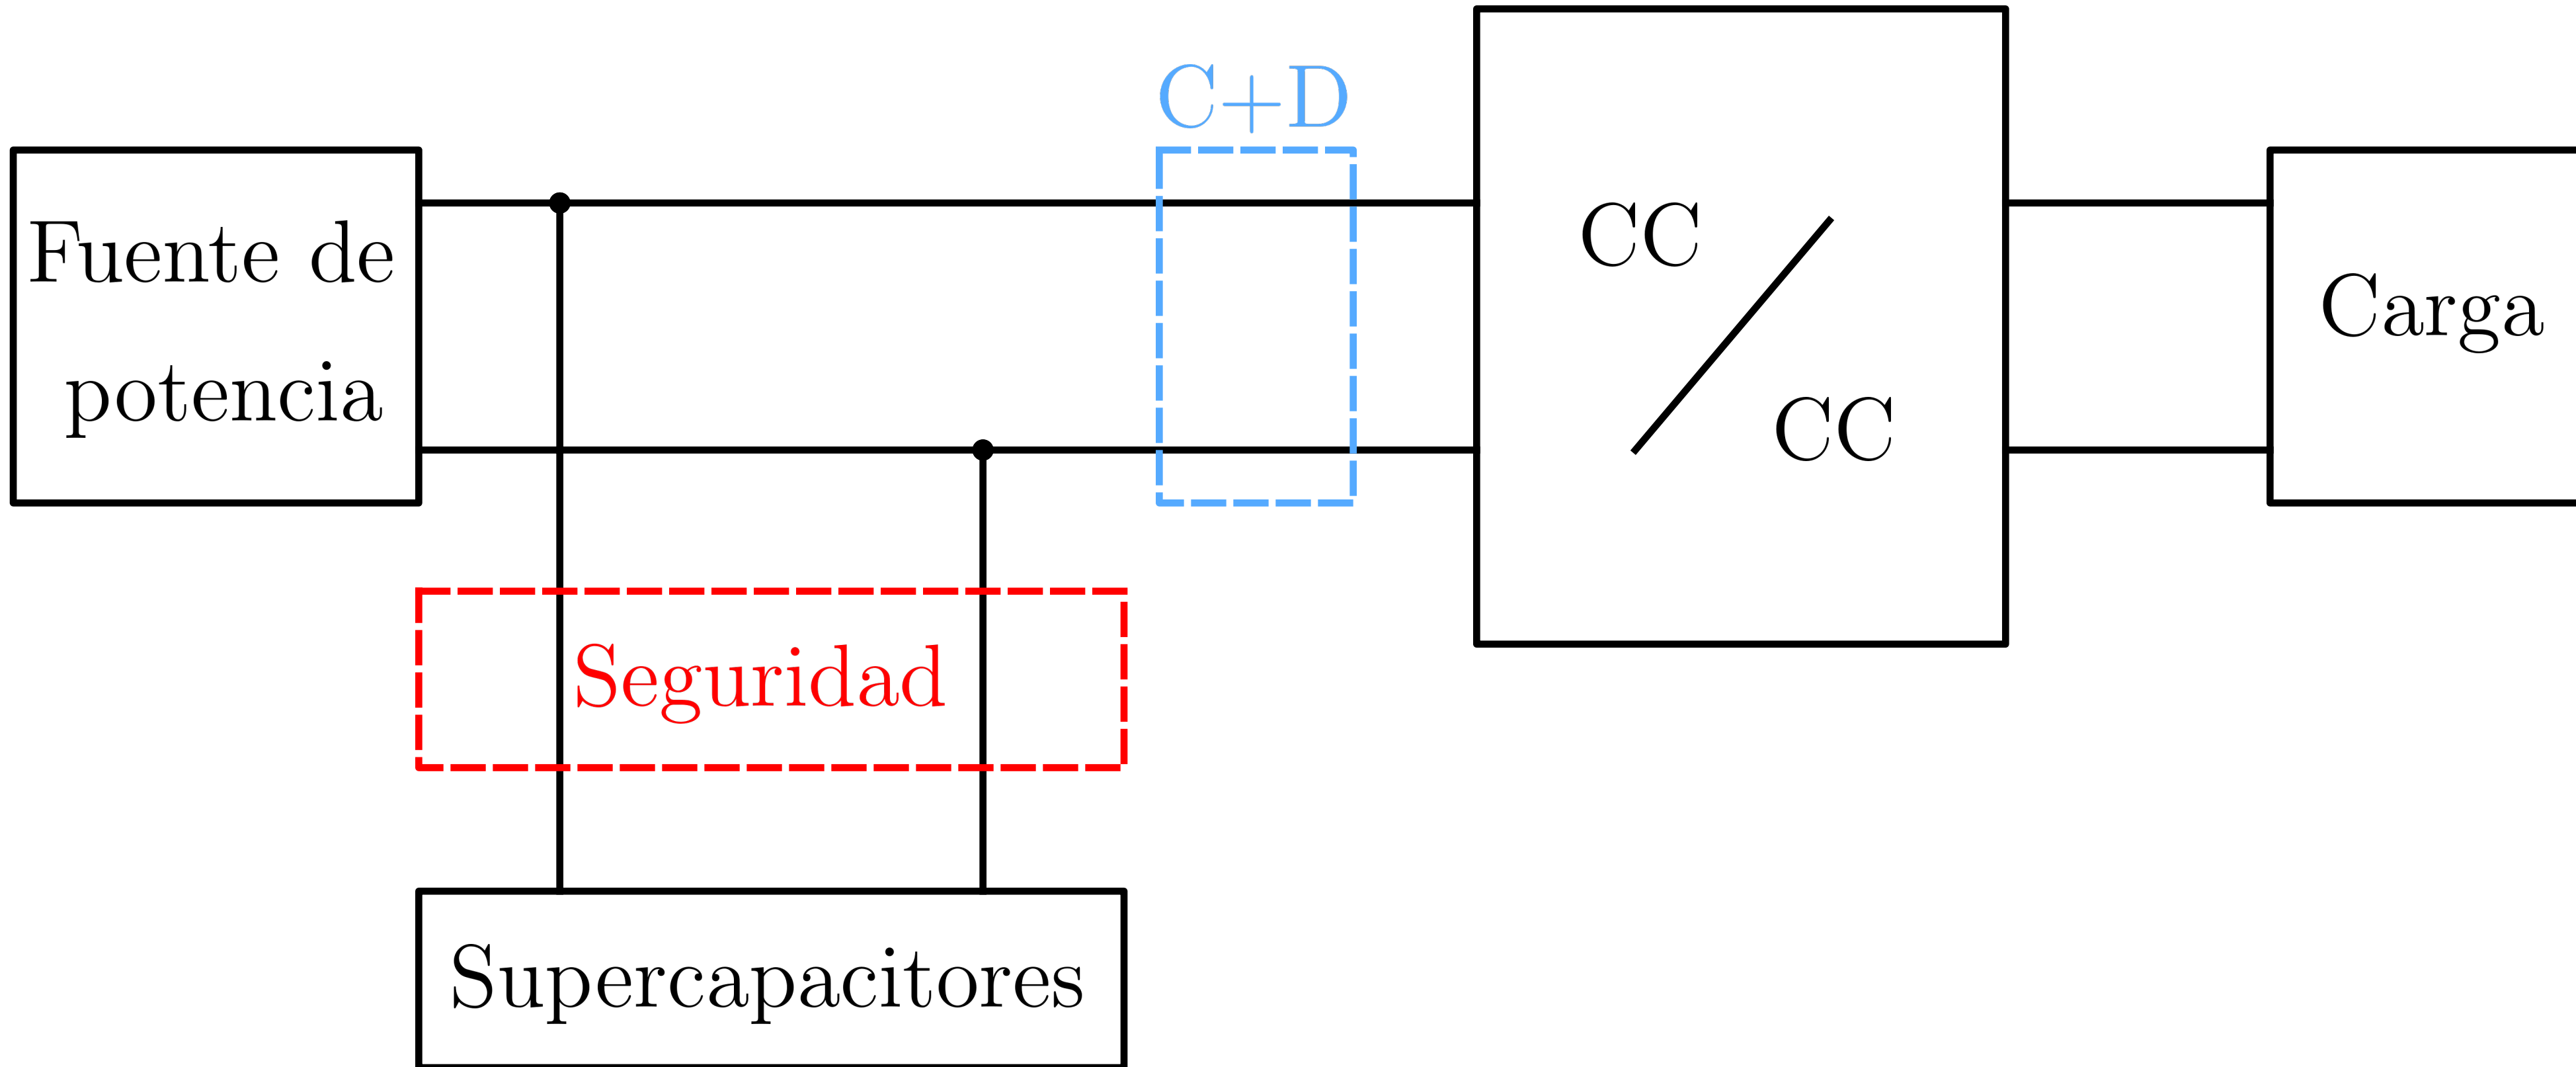 C+D
Fuente de
potencia
CC
CC
Carga
Seguridad
Supercapacitores